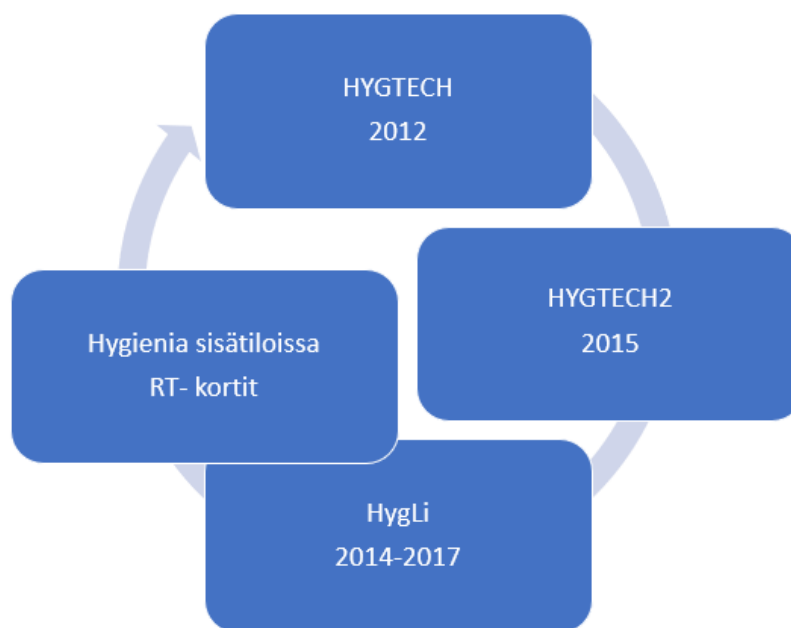 HYGTECH
2012
HYGTECH2
2015
Hygienia sisätiloissa
RT- kortit
HygLi
2014-2017